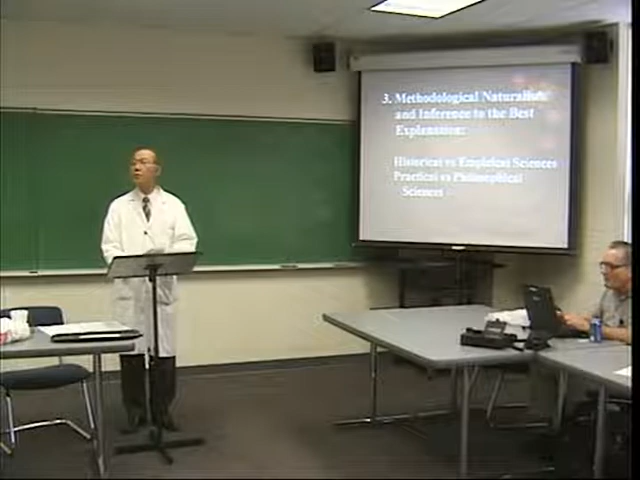 3. Methodological Naturalism
and Inference to the Best
Explanation:
Historical vs Empirical Sciences
Practical vs Philosophical
Sciences